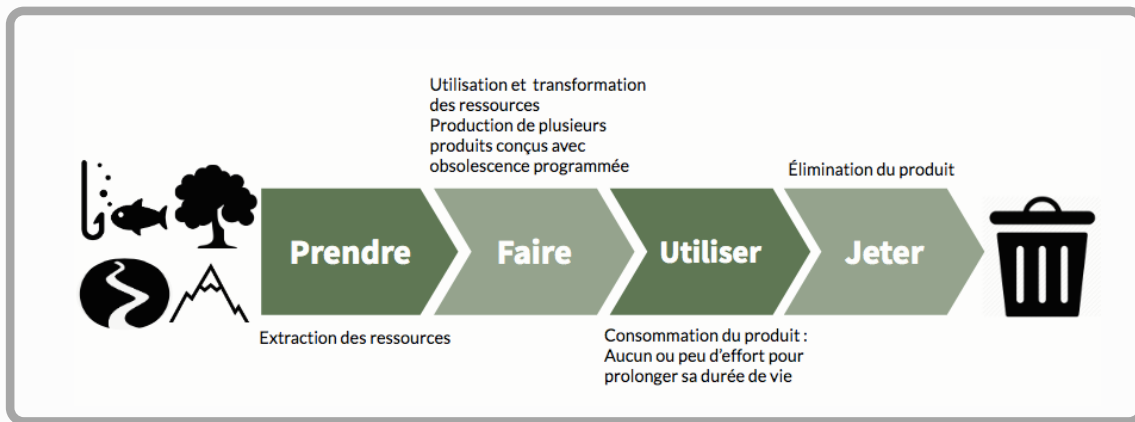 Utilisation et transformation
des ressources
Production de plusieurs
produits conçus avec
obsolescence programmée
Élimination du produit
Prendre
Faire
Utiliser
Jeter
Extraction des ressources
Consommation du produit :
Aucun ou peu d'effort pour
prolonger sa durée de vie